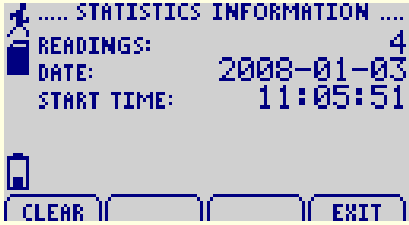 ..... STATISTICS INFORMATION ....
READINGS: 4
DATE: 2008-01-03
START TIME: 11:05:51
CLEAR EXIT